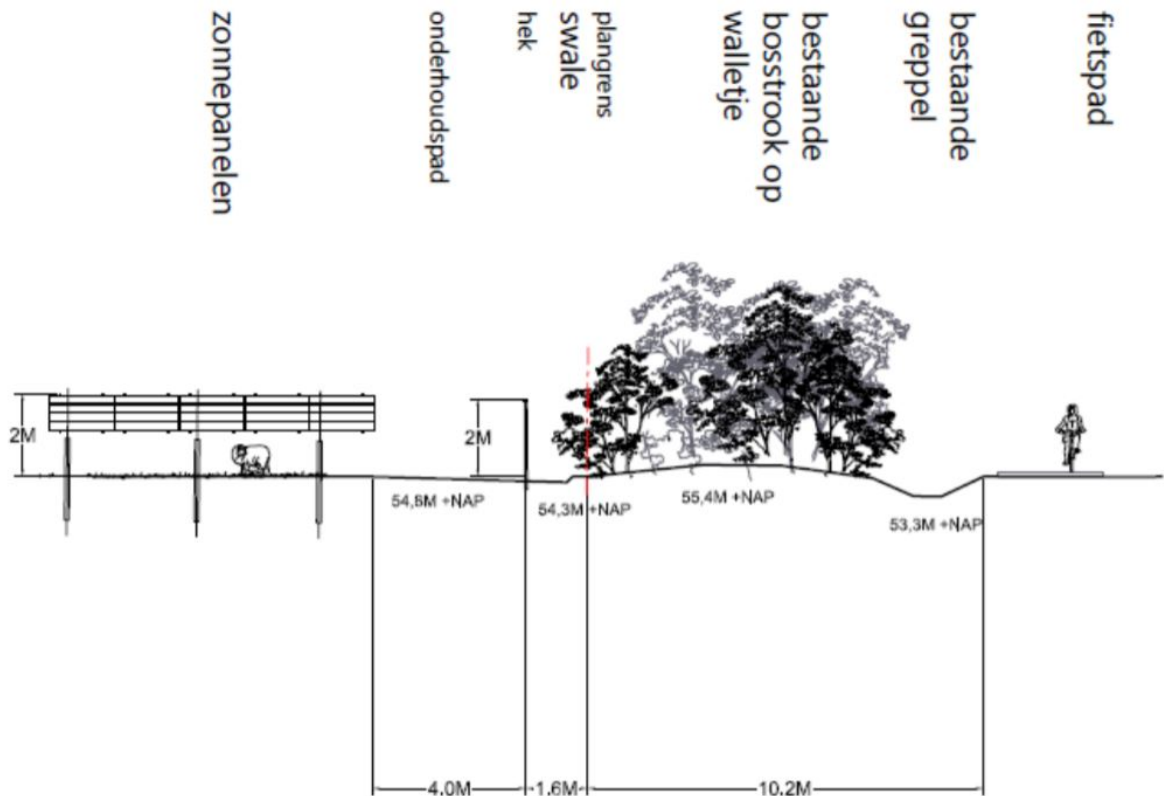 zonnepanelen
onderhoudspad
hek
plangrens
swale
bestaande
bosstrook op
walletje
bestaande
greppel
fietspad
2M
2M
54,8M +NAP
54,3M +NAP
55,4M +NAP
53,3M +NAP
4.0M
1.6M
10.2M